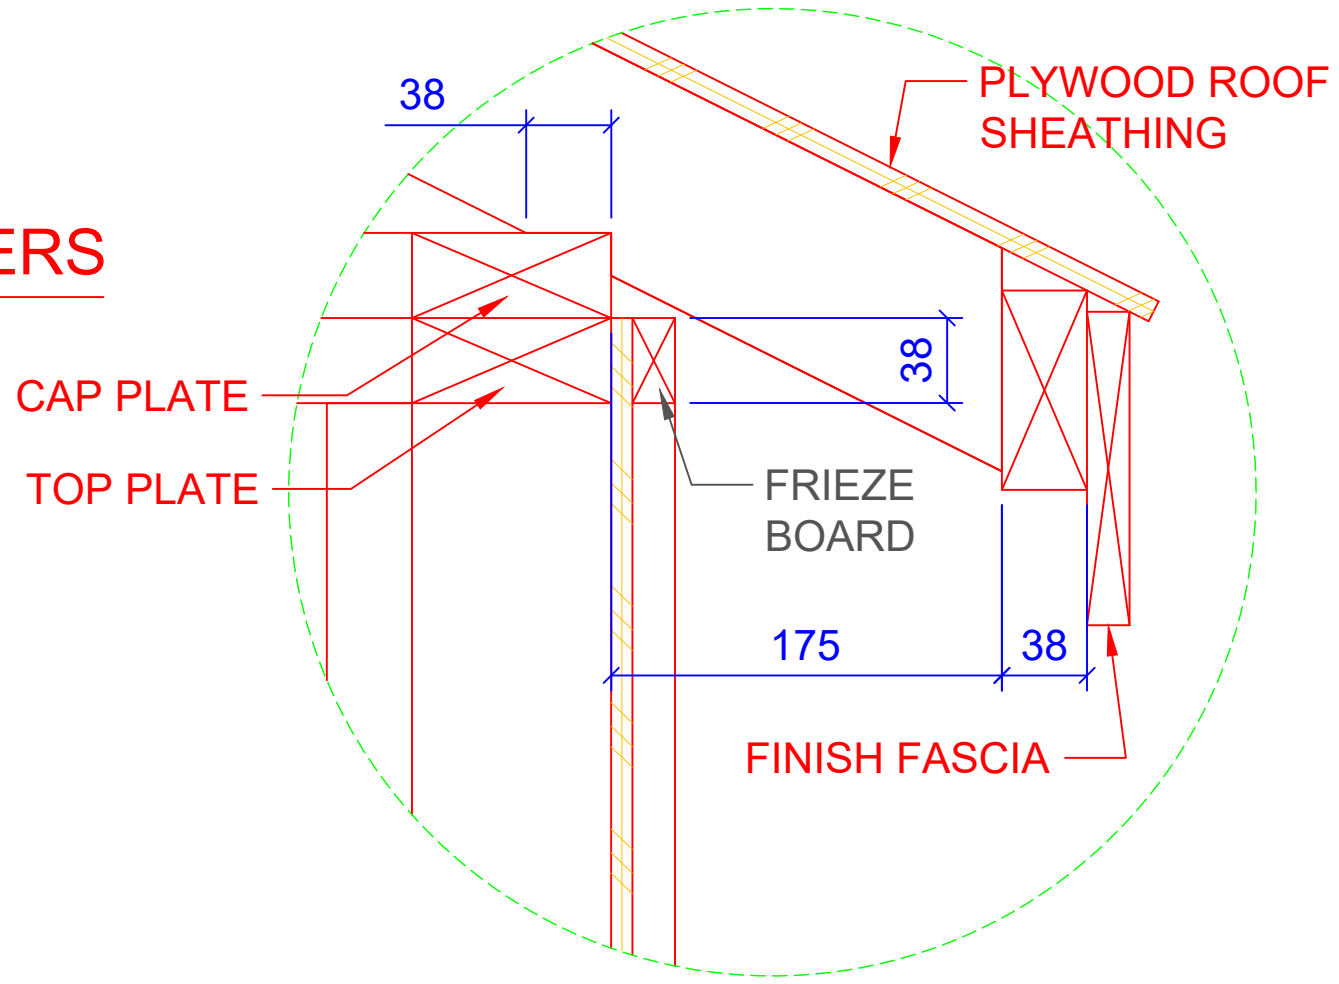 38
PLYWOOD ROOF
SHEATHING
ERS
CAP PLATE
38
TOP PLATE
FRIEZE
BOARD
175
38
FINISH FASCIA